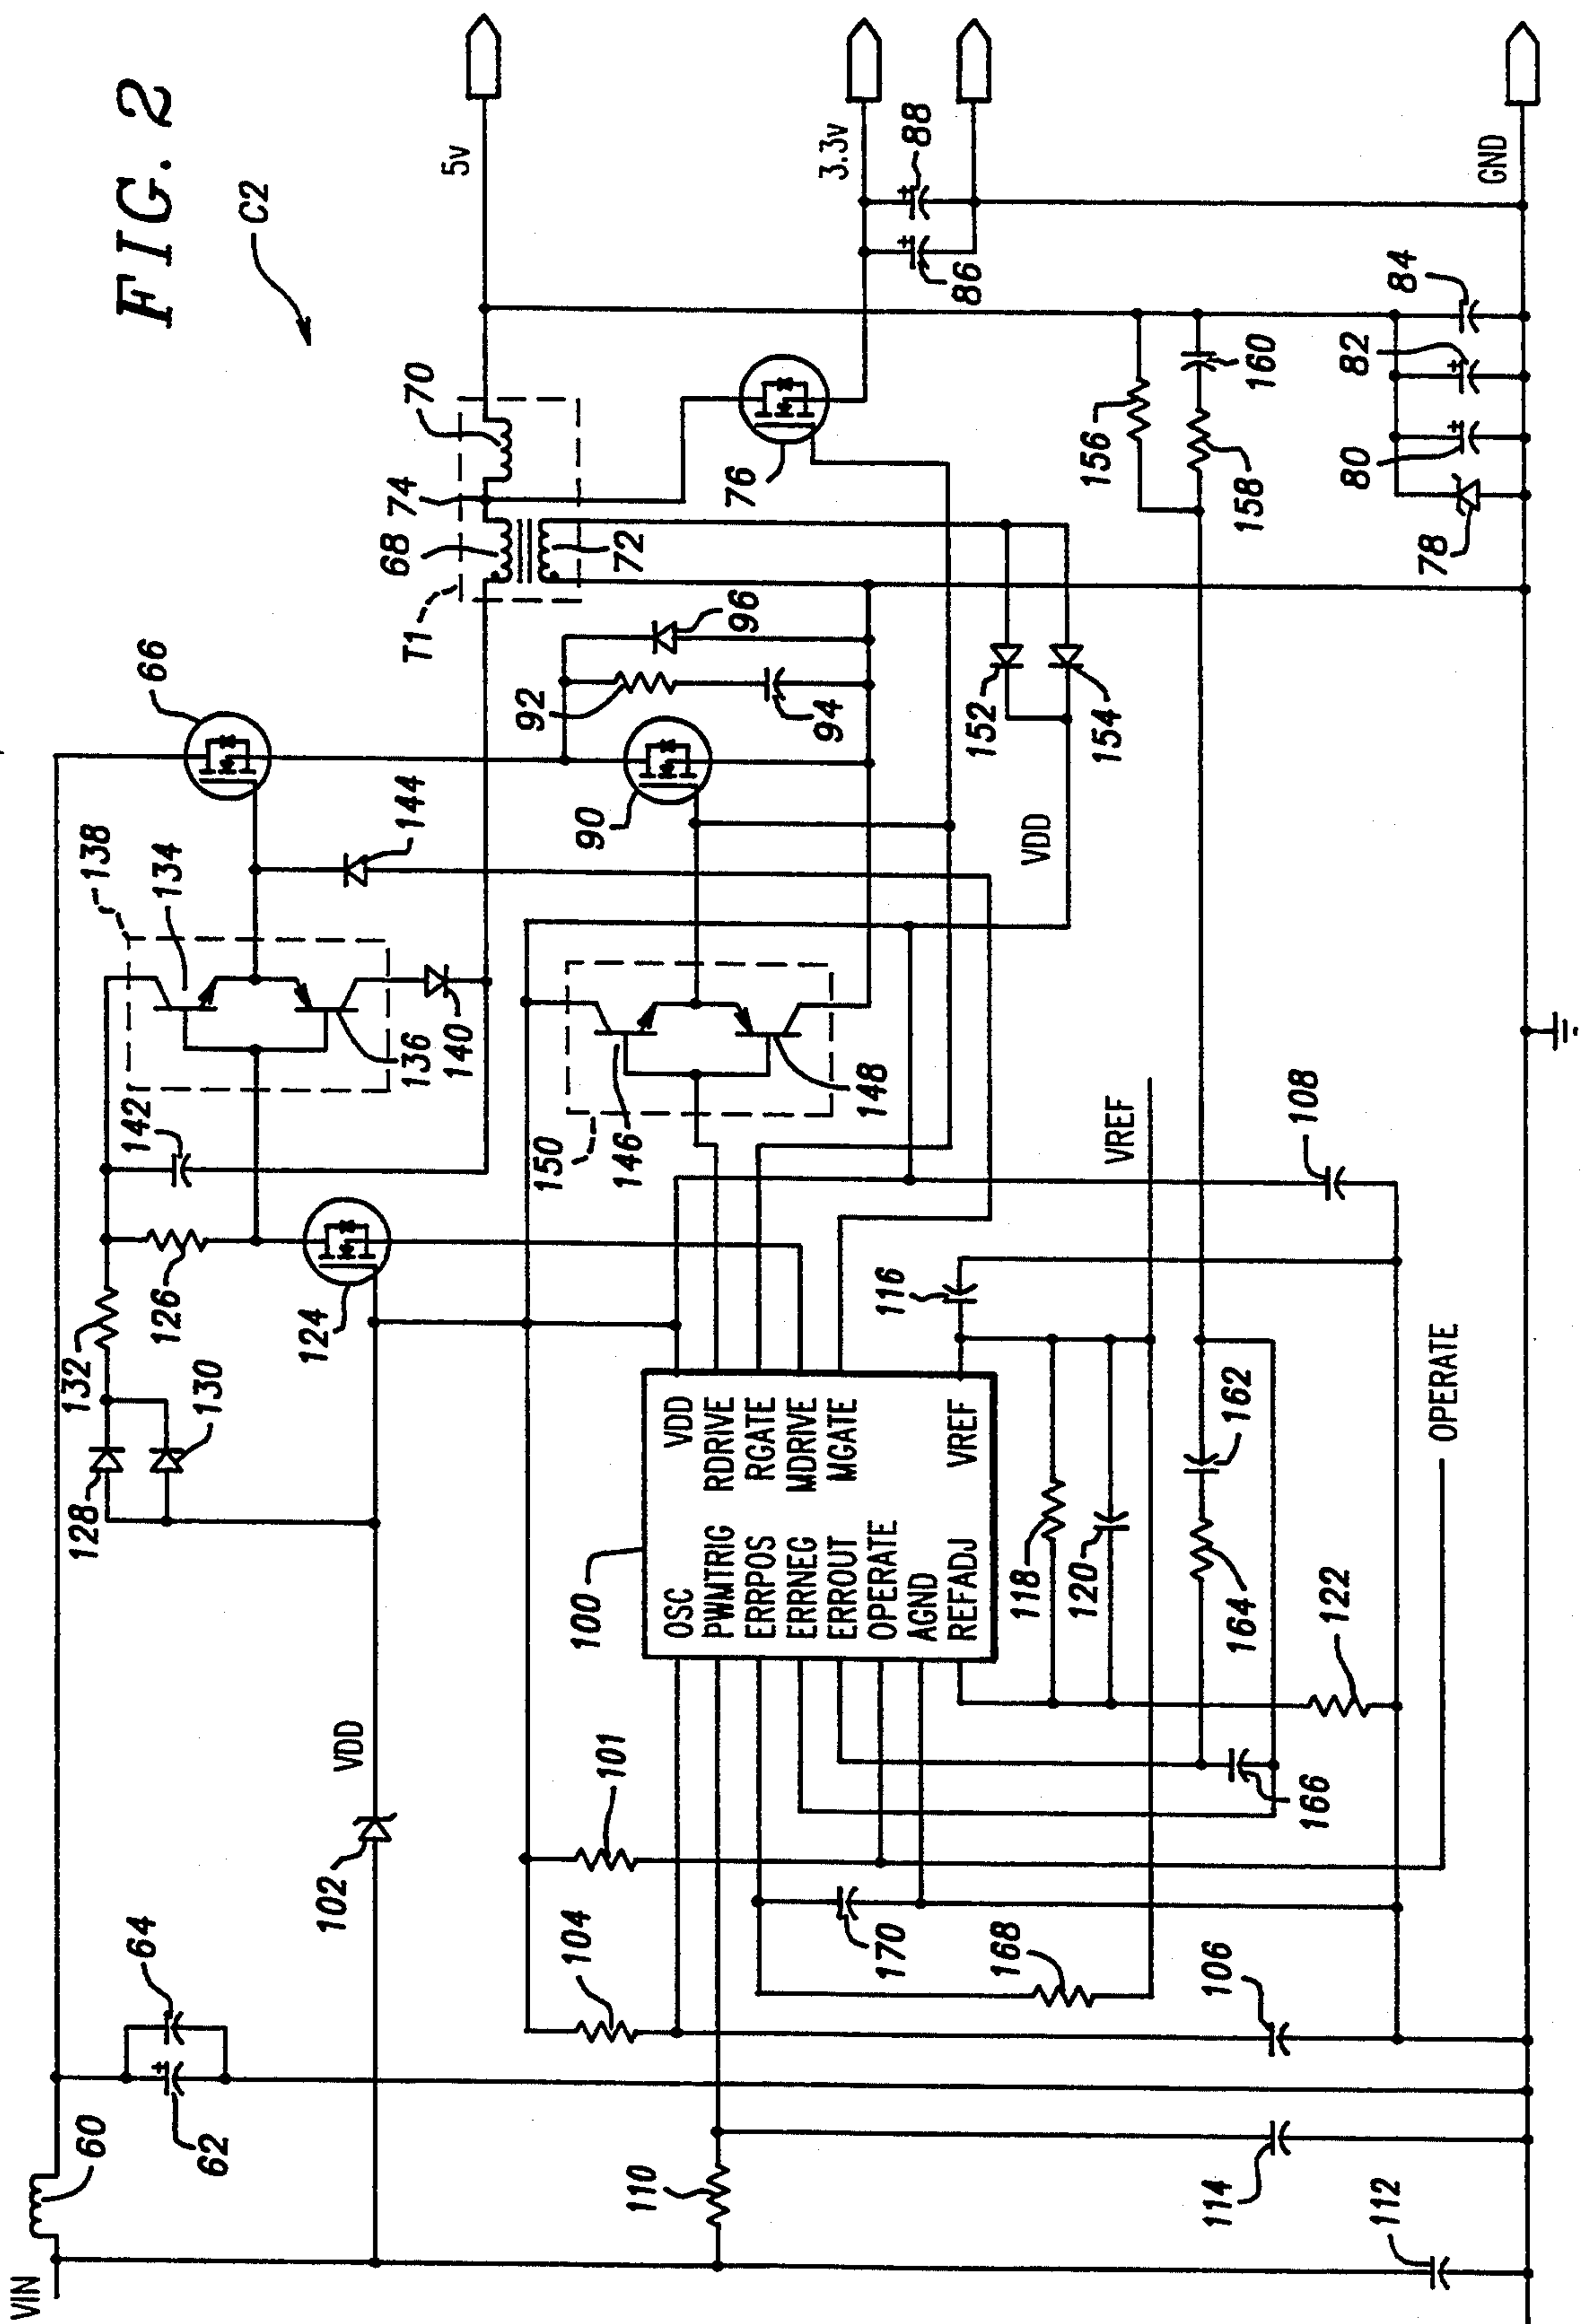 FIG. 2
C2
VIN
60
62
64
66
138
134
136
140
142
144
132
126
128
130
124
102
VDD
T1
68
70
72
74
5v
76
3.3v
86
88
90
92
94
96
150
146
148
152
154
VDD
100
OSC
PWMTRIG
ERRPOS
ERRNEG
ERROUT
OPERATE
AGND
REFADJ
VDD
RDRIVE
RGATE
MDRIVE
MGATE
VREF
101
104
110
170
168
106
114
112
116
118
120
122
162
164
166
108
VREF
OPERATE
156
158
160
78
80
82
84
GND